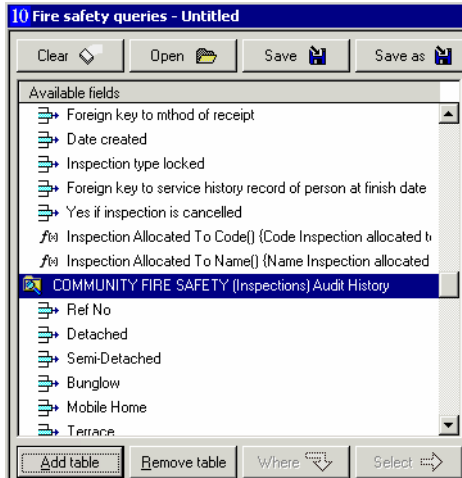 10 Fire safety queries - Untitled
Clear Open Save Save as
Available fields
Foreign key to mthod of receipt
Date created
Inspection type locked
Foreign key to service history record of person at finish date
Yes if inspection is cancelled
f(x) Inspection Allocated To Code() {Code Inspection allocated t
f(x) Inspection Allocated To Name() {Name Inspection allocated
COMMUNITY FIRE SAFETY (Inspections) Audit History
Ref No
Detached
Semi-Detached
Bunglow
Mobile Home
Terrace
Add table Remove table Where Select